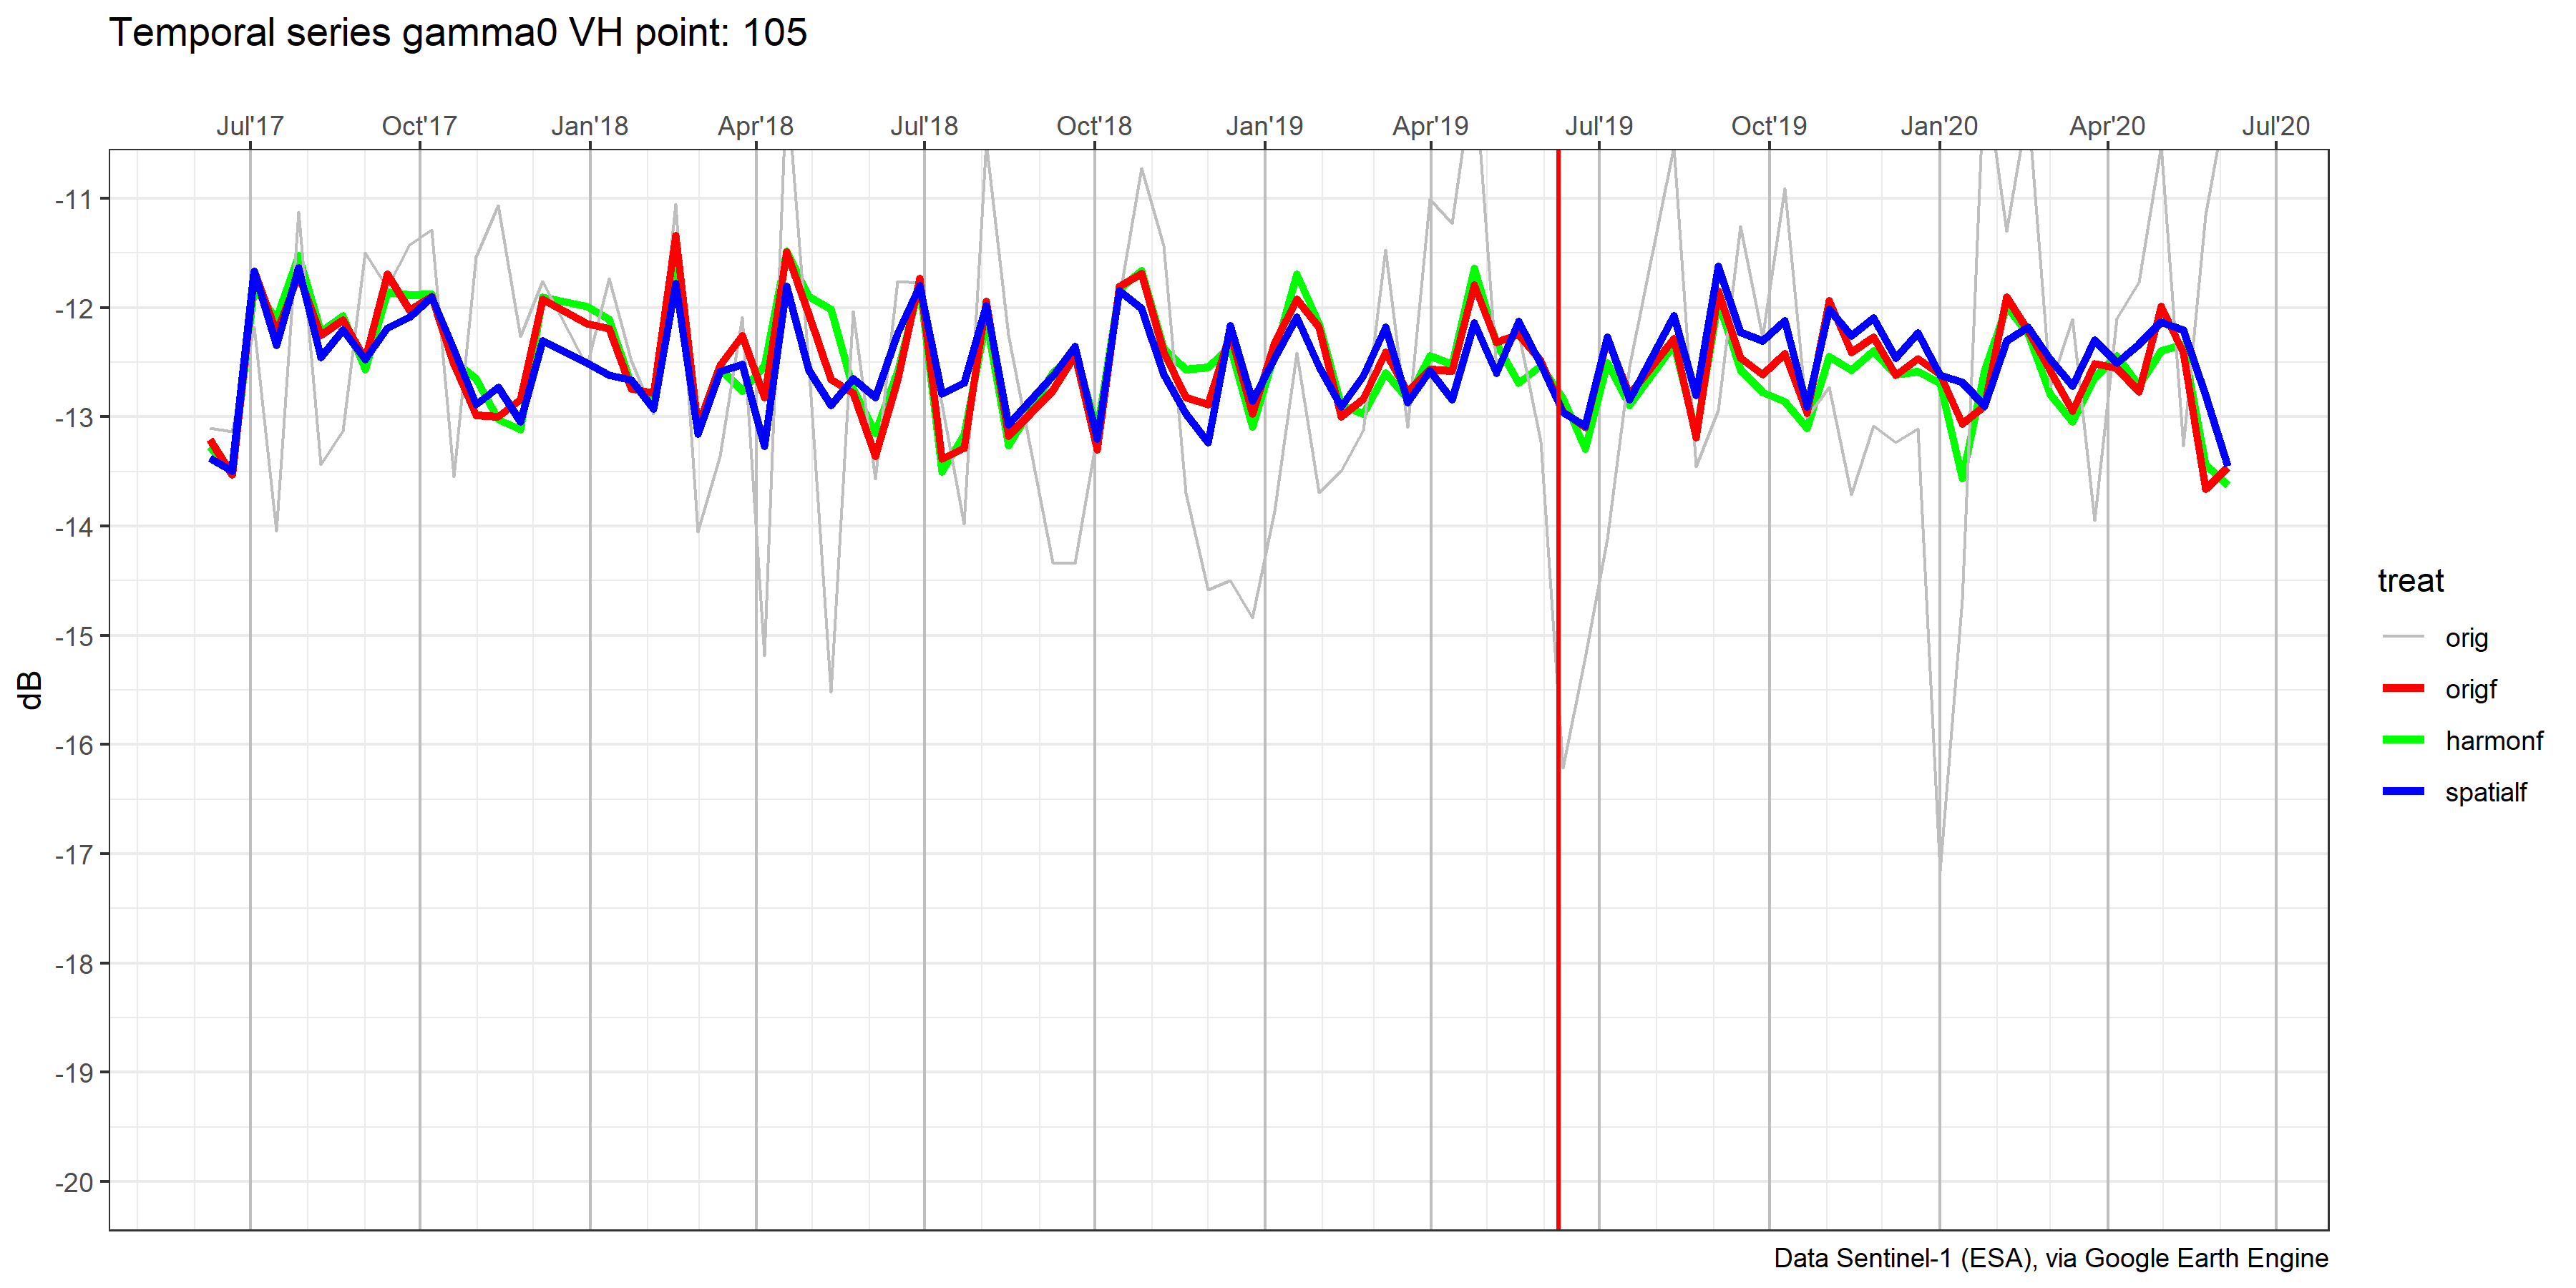 Temporal series gamma0 VH point: 105
Jul'17 Oct'17 Jan'18 Apr'18 Jul'18 Oct'18 Jan'19 Apr'19 Jul'19 Oct'19 Jan'20 Apr'20 Jul'20
-11
-12
-13
-14
-15
-16
-17
-18
-19
-20
dB
treat
orig
origf
harmonf
spatialf
Data Sentinel-1 (ESA), via Google Earth Engine